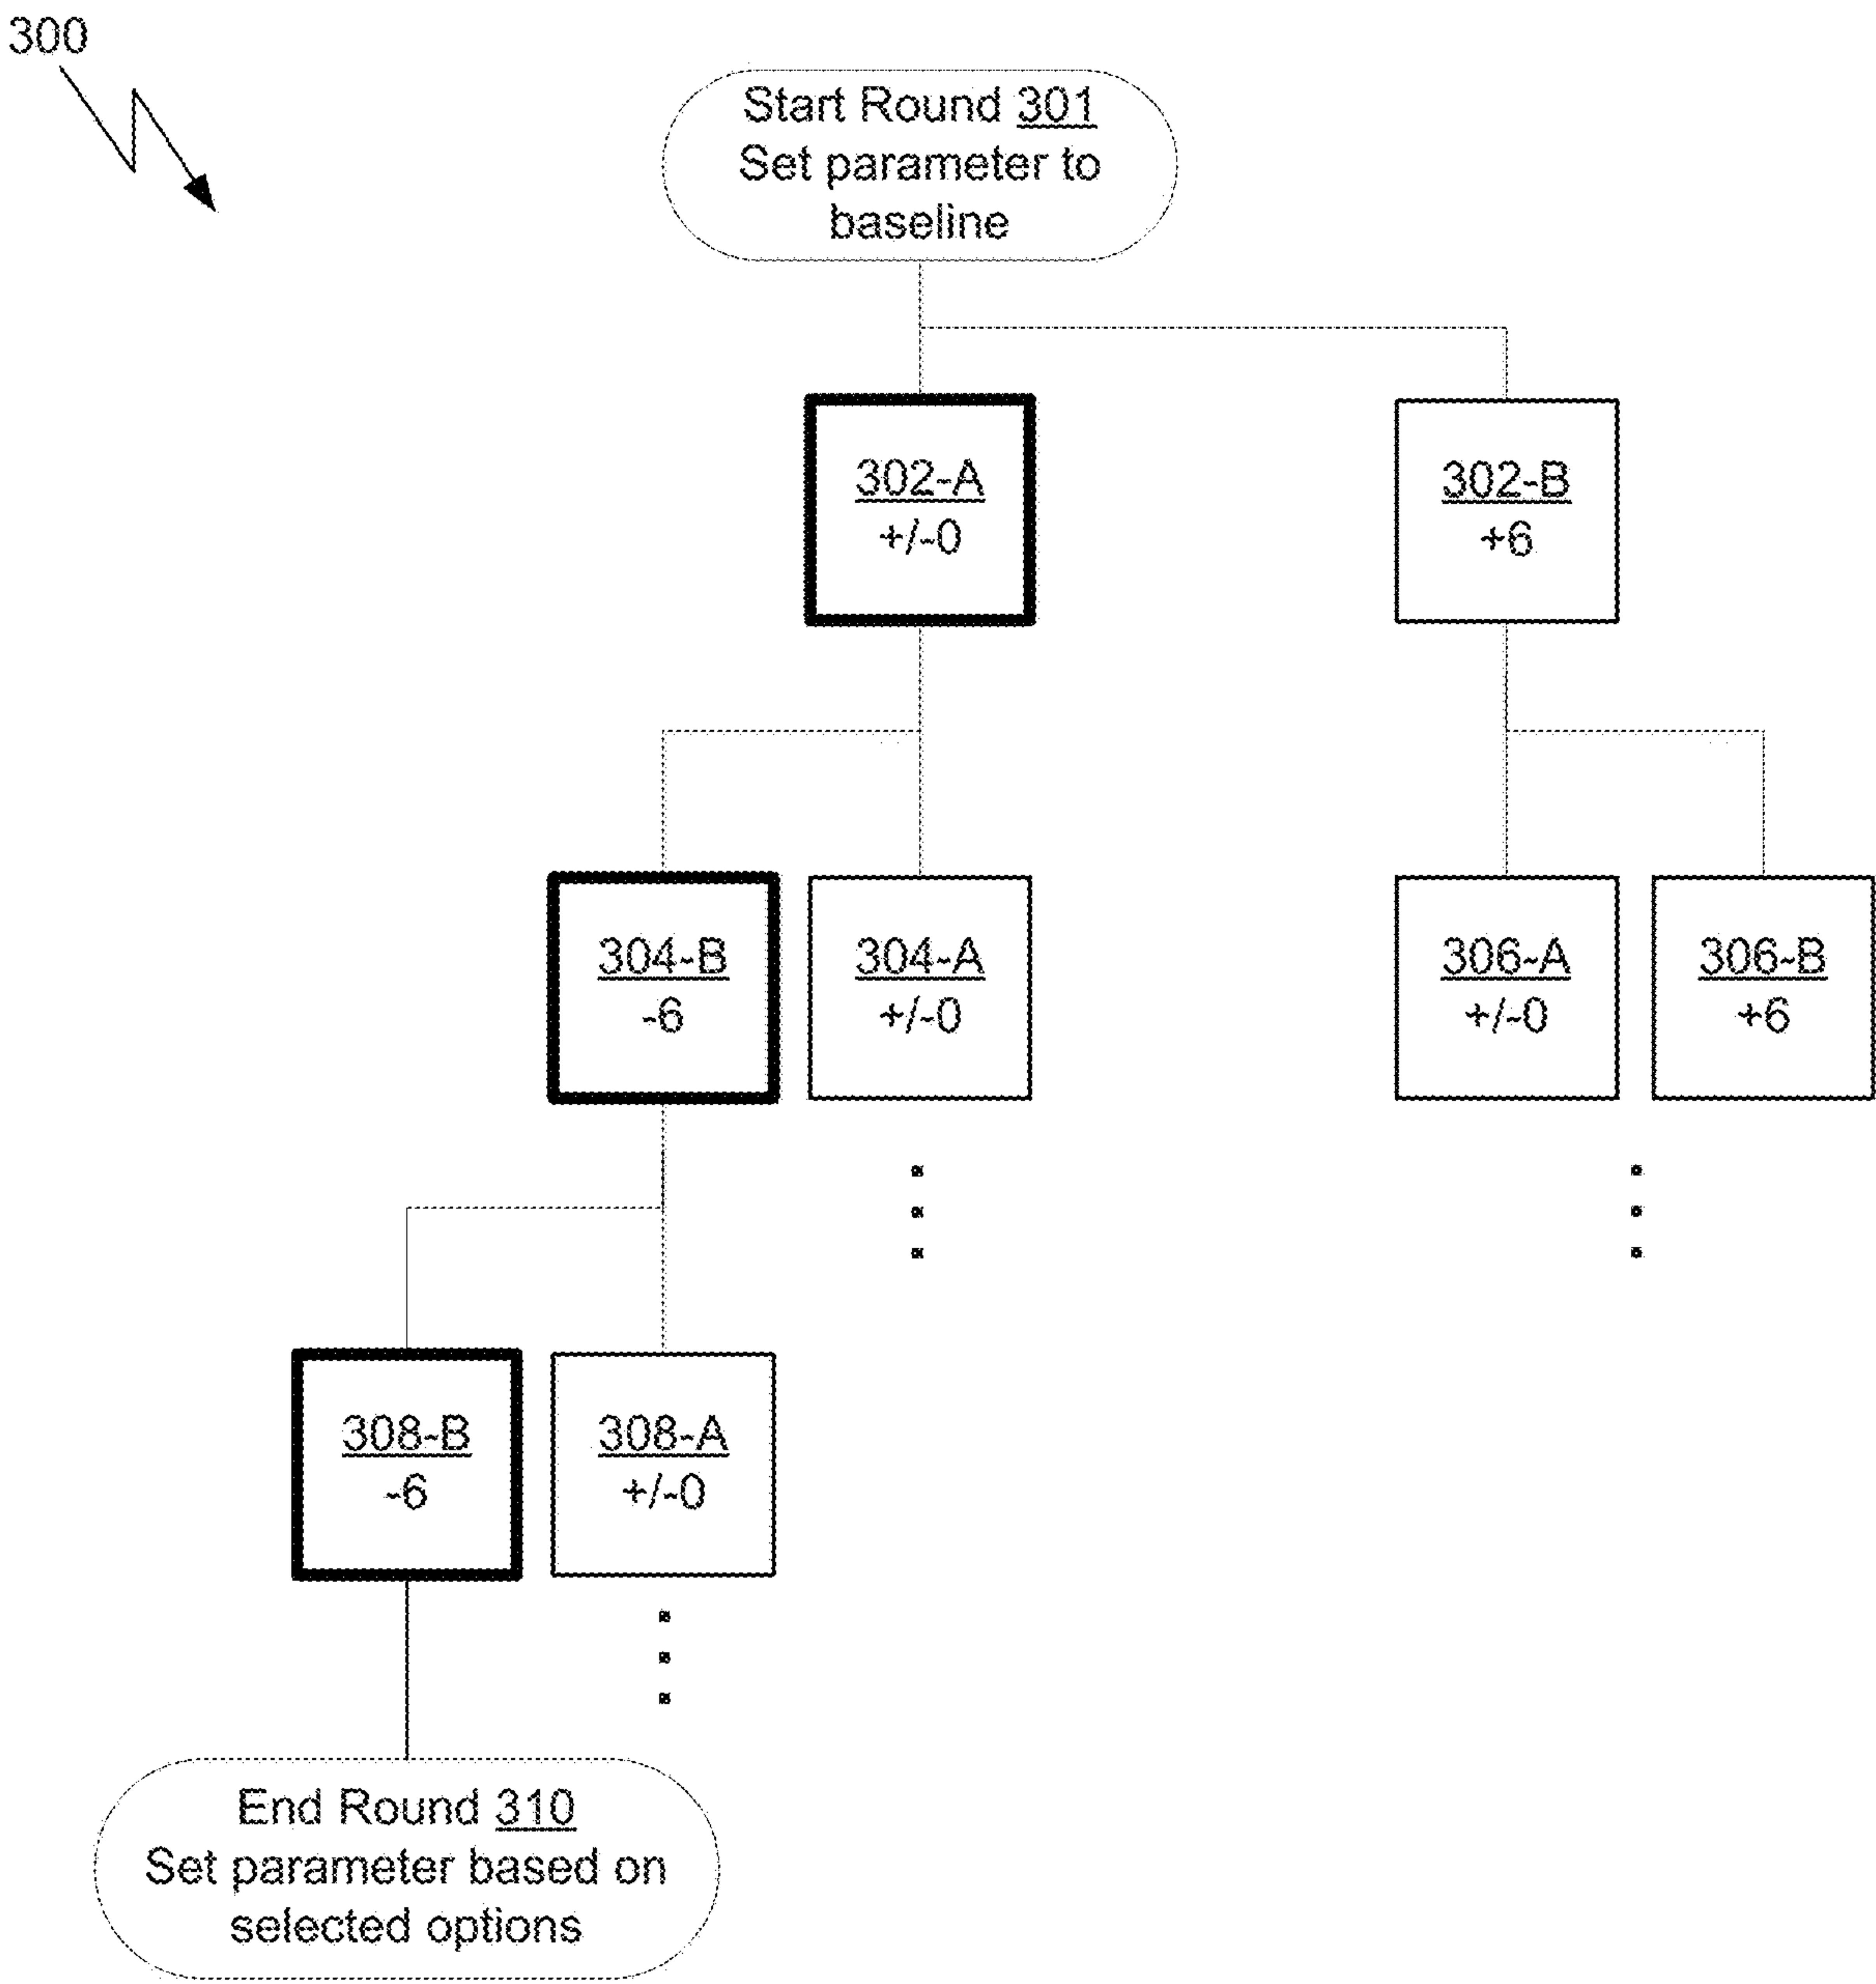 300
Start Round 301
Set parameter to
baseline
302-A
+/-0
302-B
+6
304-B
-6
304-A
+/-0
306-A
+/-0
306-B
+6
308-B
-6
308-A
+/-0
End Round 310
Set parameter based on
selected options